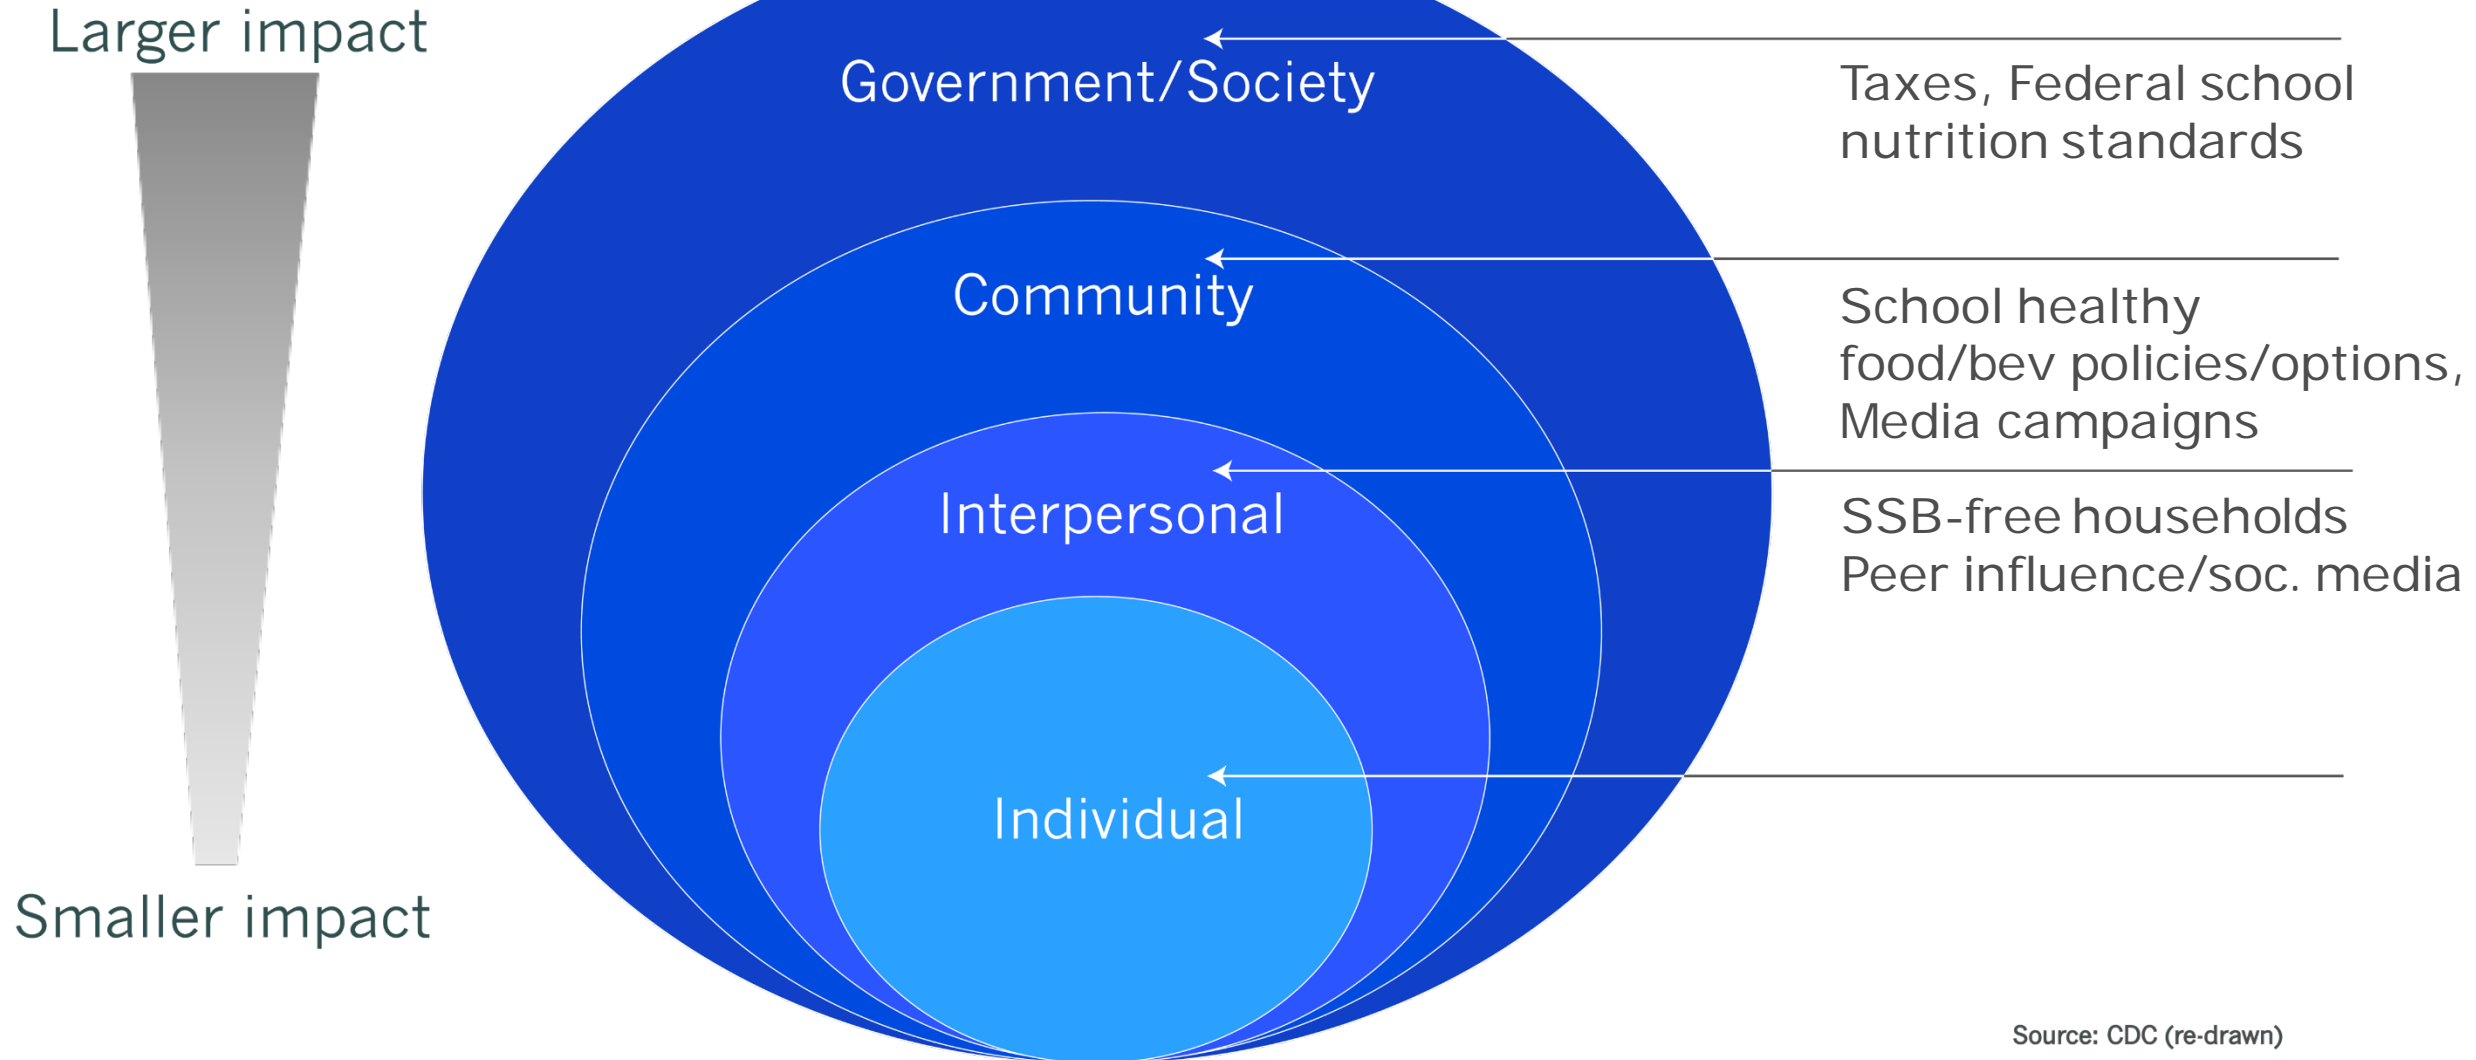 Larger impact
Government/Society
Taxes, Federal school
nutrition standards
Community
School healthy
food/bev policies/options,
Media campaigns
Interpersonal
SSB-free households
Peer influence/soc. media
Individual
Smaller impact
Source: CDC (re-drawn)